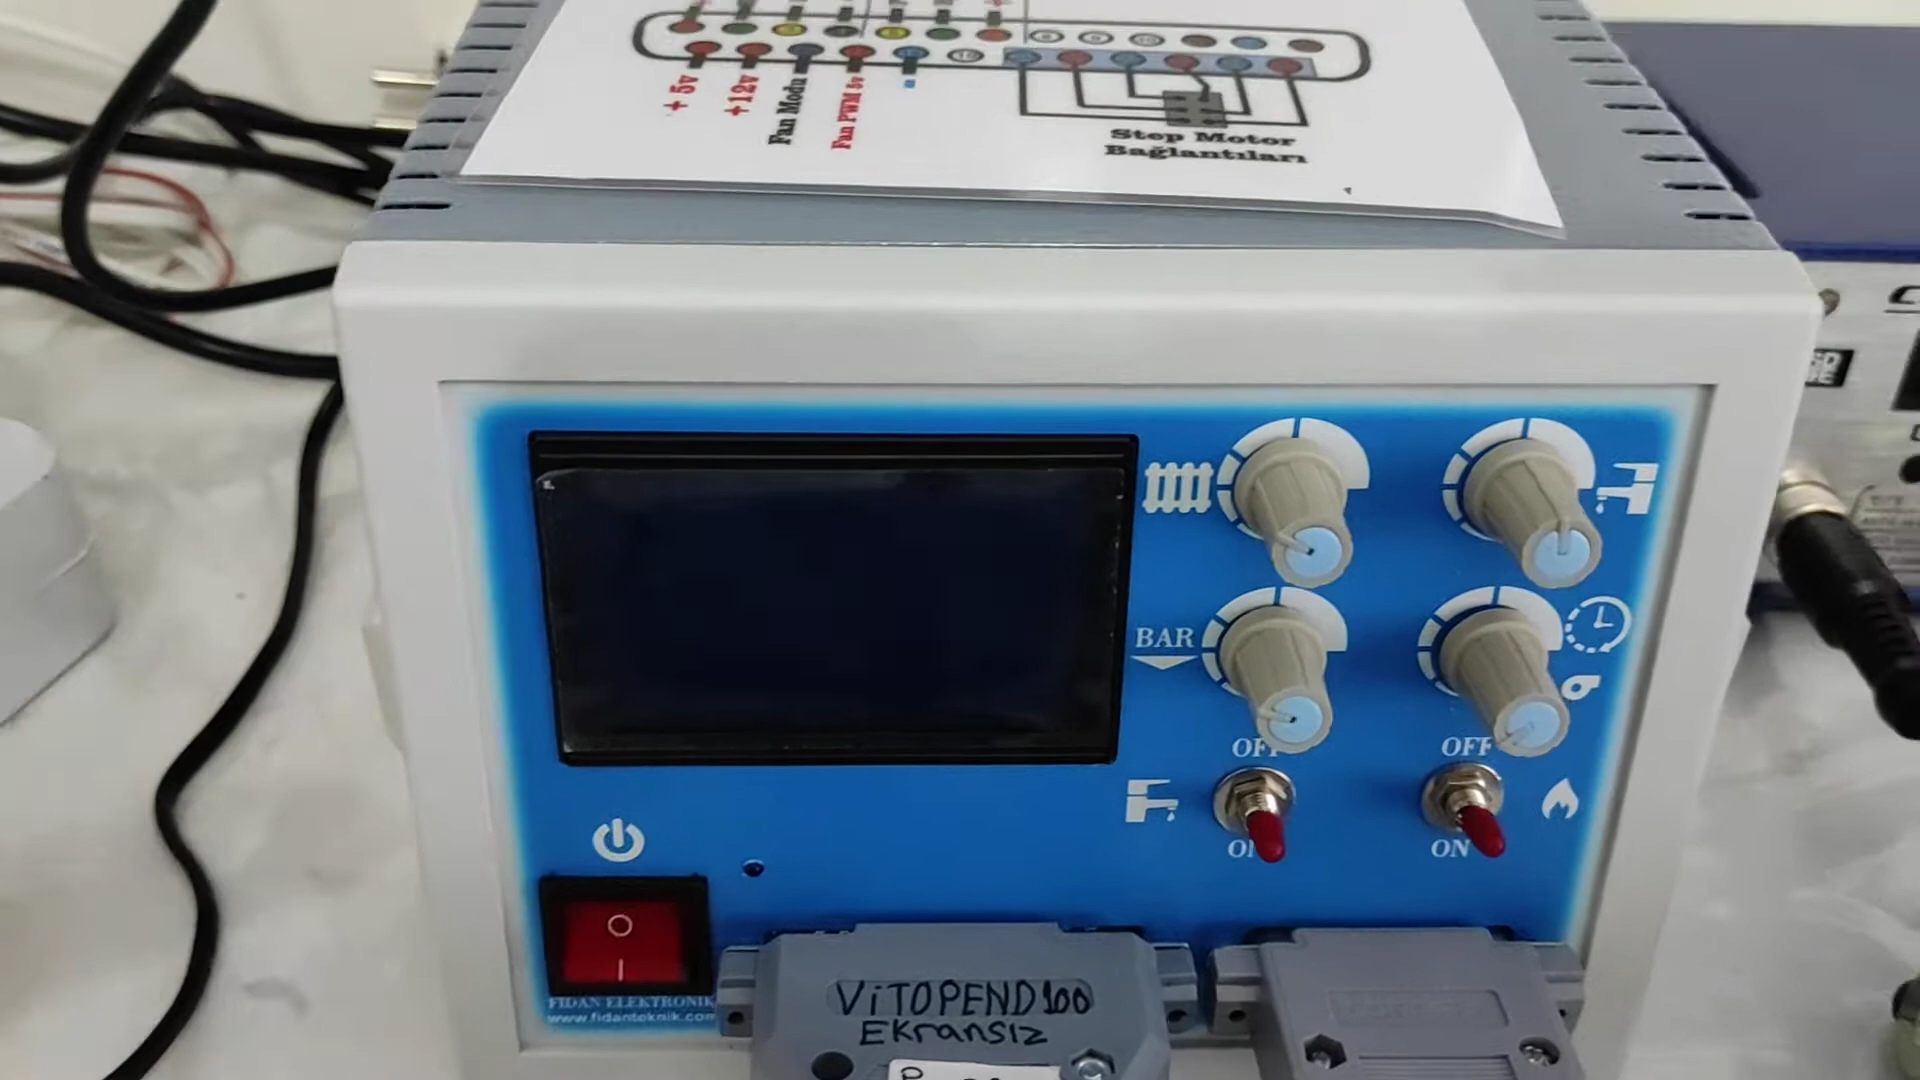 + 5v
+12v
Fan Modu
Fan PWM 5v
Step Motor
Bağlantıları
BAR
OFF
OFF
ON
ON
FIDAN ELEKTRONIK
www.fidanteknik.com
ViTOPEND100
EKransız